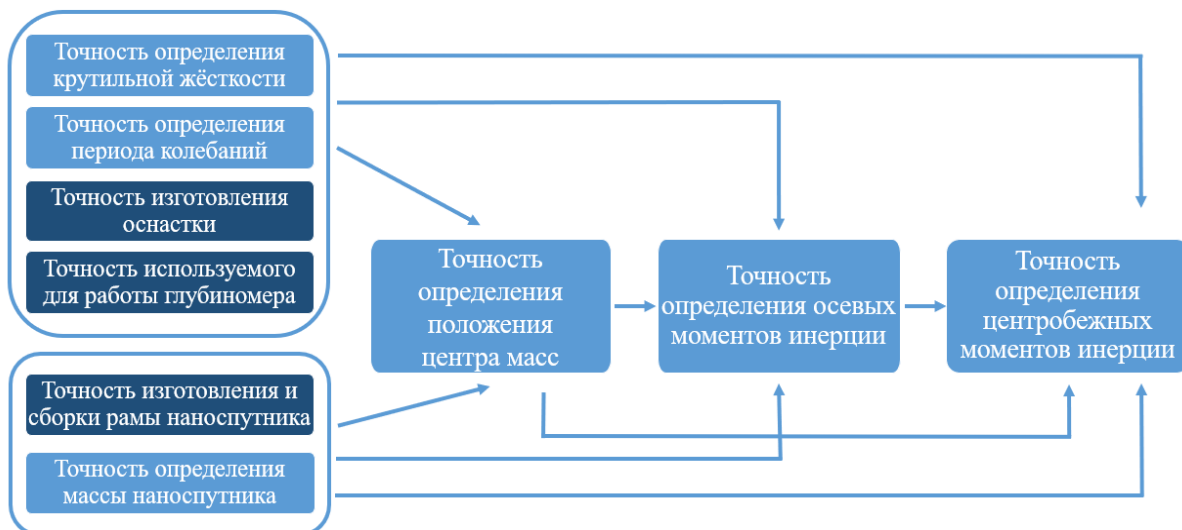 Точность определения
крутильной жёсткости
Точность определения
периода колебаний
Точность изготовления
оснастки
Точность используемого
для работы глубиномера
Точность изготовления и
сборки рамы наноспутника
Точность определения
массы наноспутника
Точность
определения
положения
центра масс
Точность
определения осевых
моментов инерции
Точность
определения
центробежных
моментов инерции